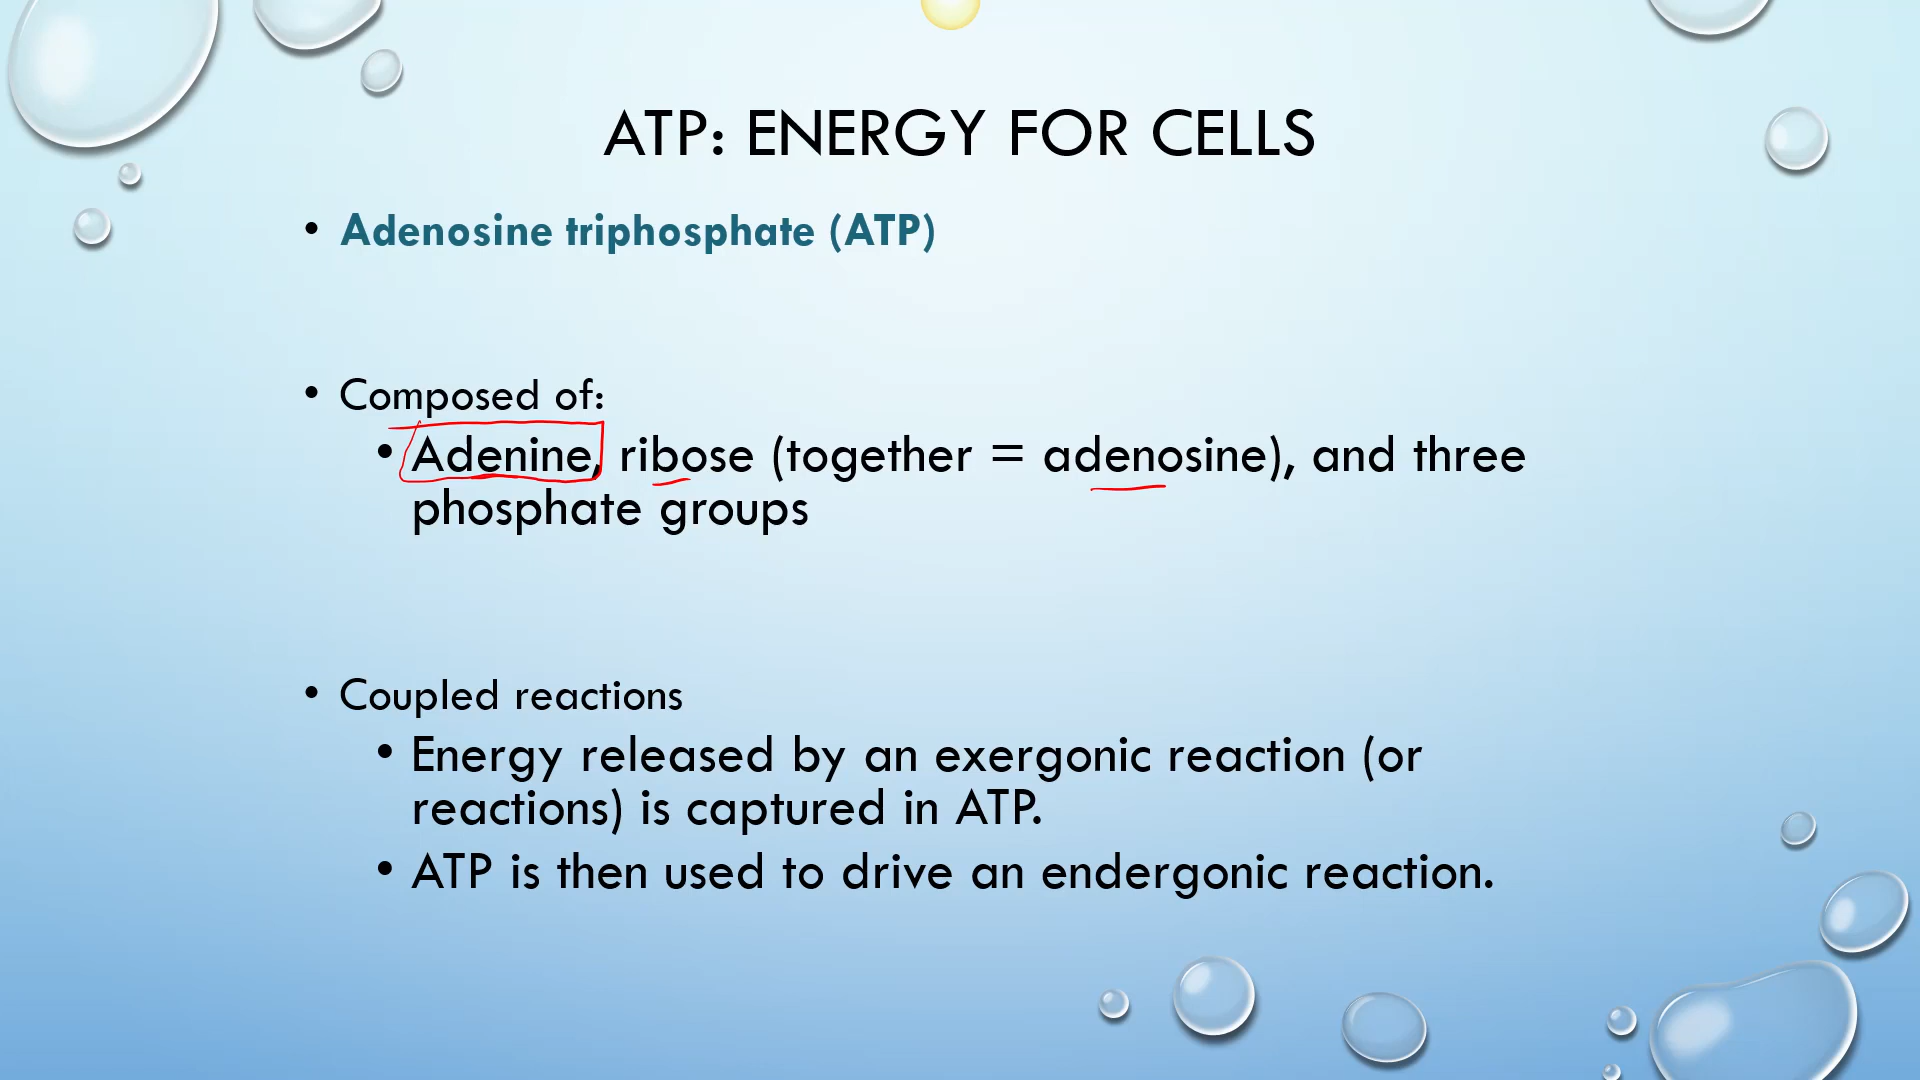 ATP: ENERGY FOR CELLS
• Adenosine triphosphate (ATP)
• Composed of:
• Adenine, ribose (together = adenosine), and three
phosphate groups
• Coupled reactions
• Energy released by an exergonic reaction (or
reactions) is captured in ATP.
• ATP is then used to drive an endergonic reaction.